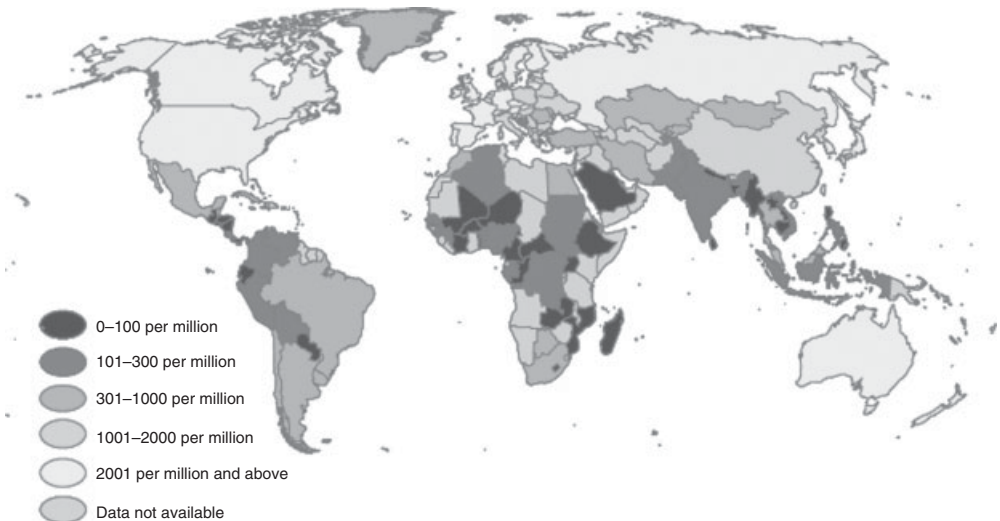 0–100 per million
101–300 per million
301–1000 per million
1001–2000 per million
2001 per million and above
Data not available